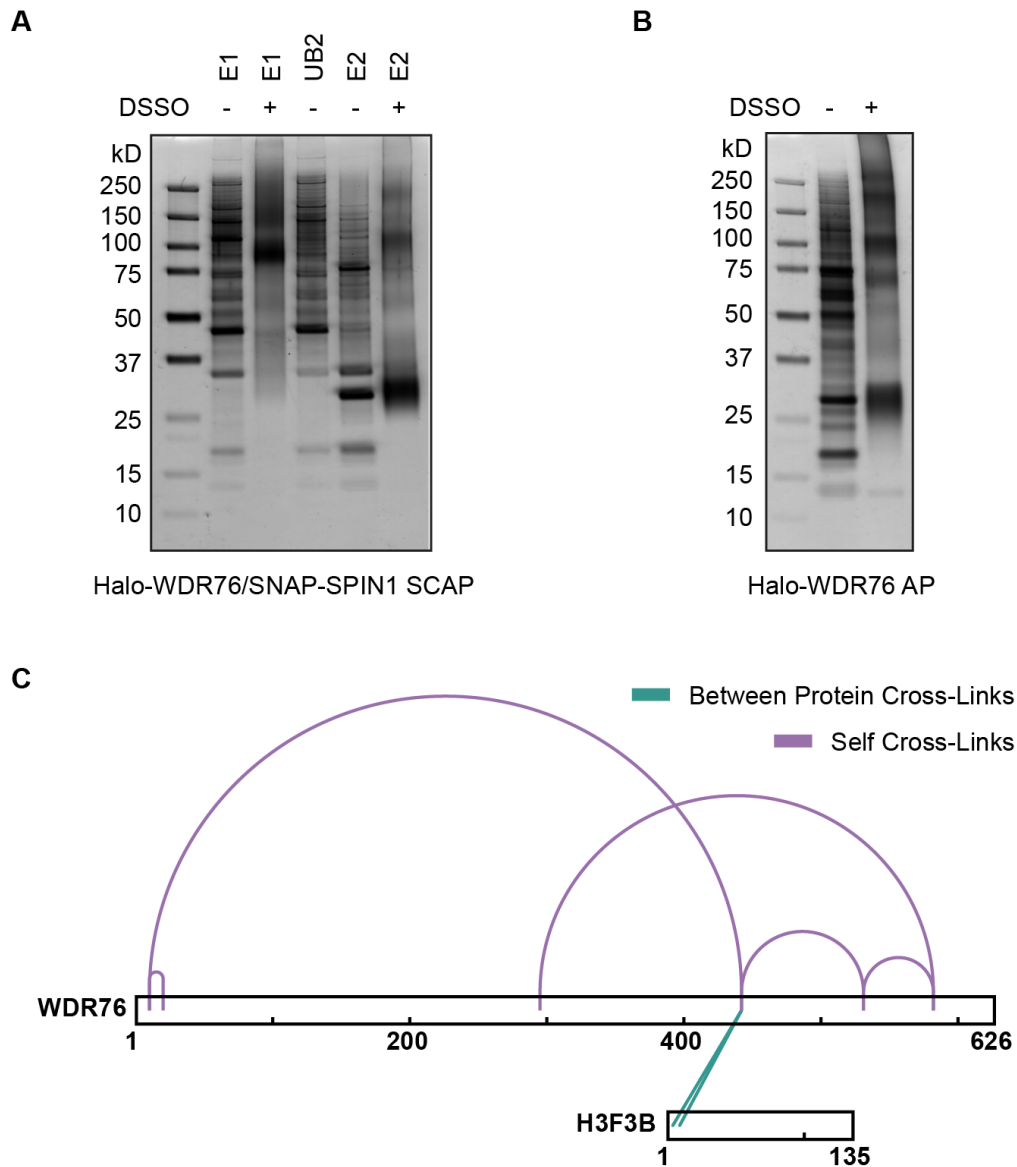 A
E1 E1 UB2 E2 E2
DSSO - + - - +
kD
250
150
100
75
50
37
25
15
10
Halo-WDR76/SNAP-SPIN1 SCAP
B
DSSO - +
kD
250
150
100
75
50
37
25
15
10
Halo-WDR76 AP
C
Between Protein Cross-Links
Self Cross-Links
WDR76
1 200 400 626
H3F3B
1 135